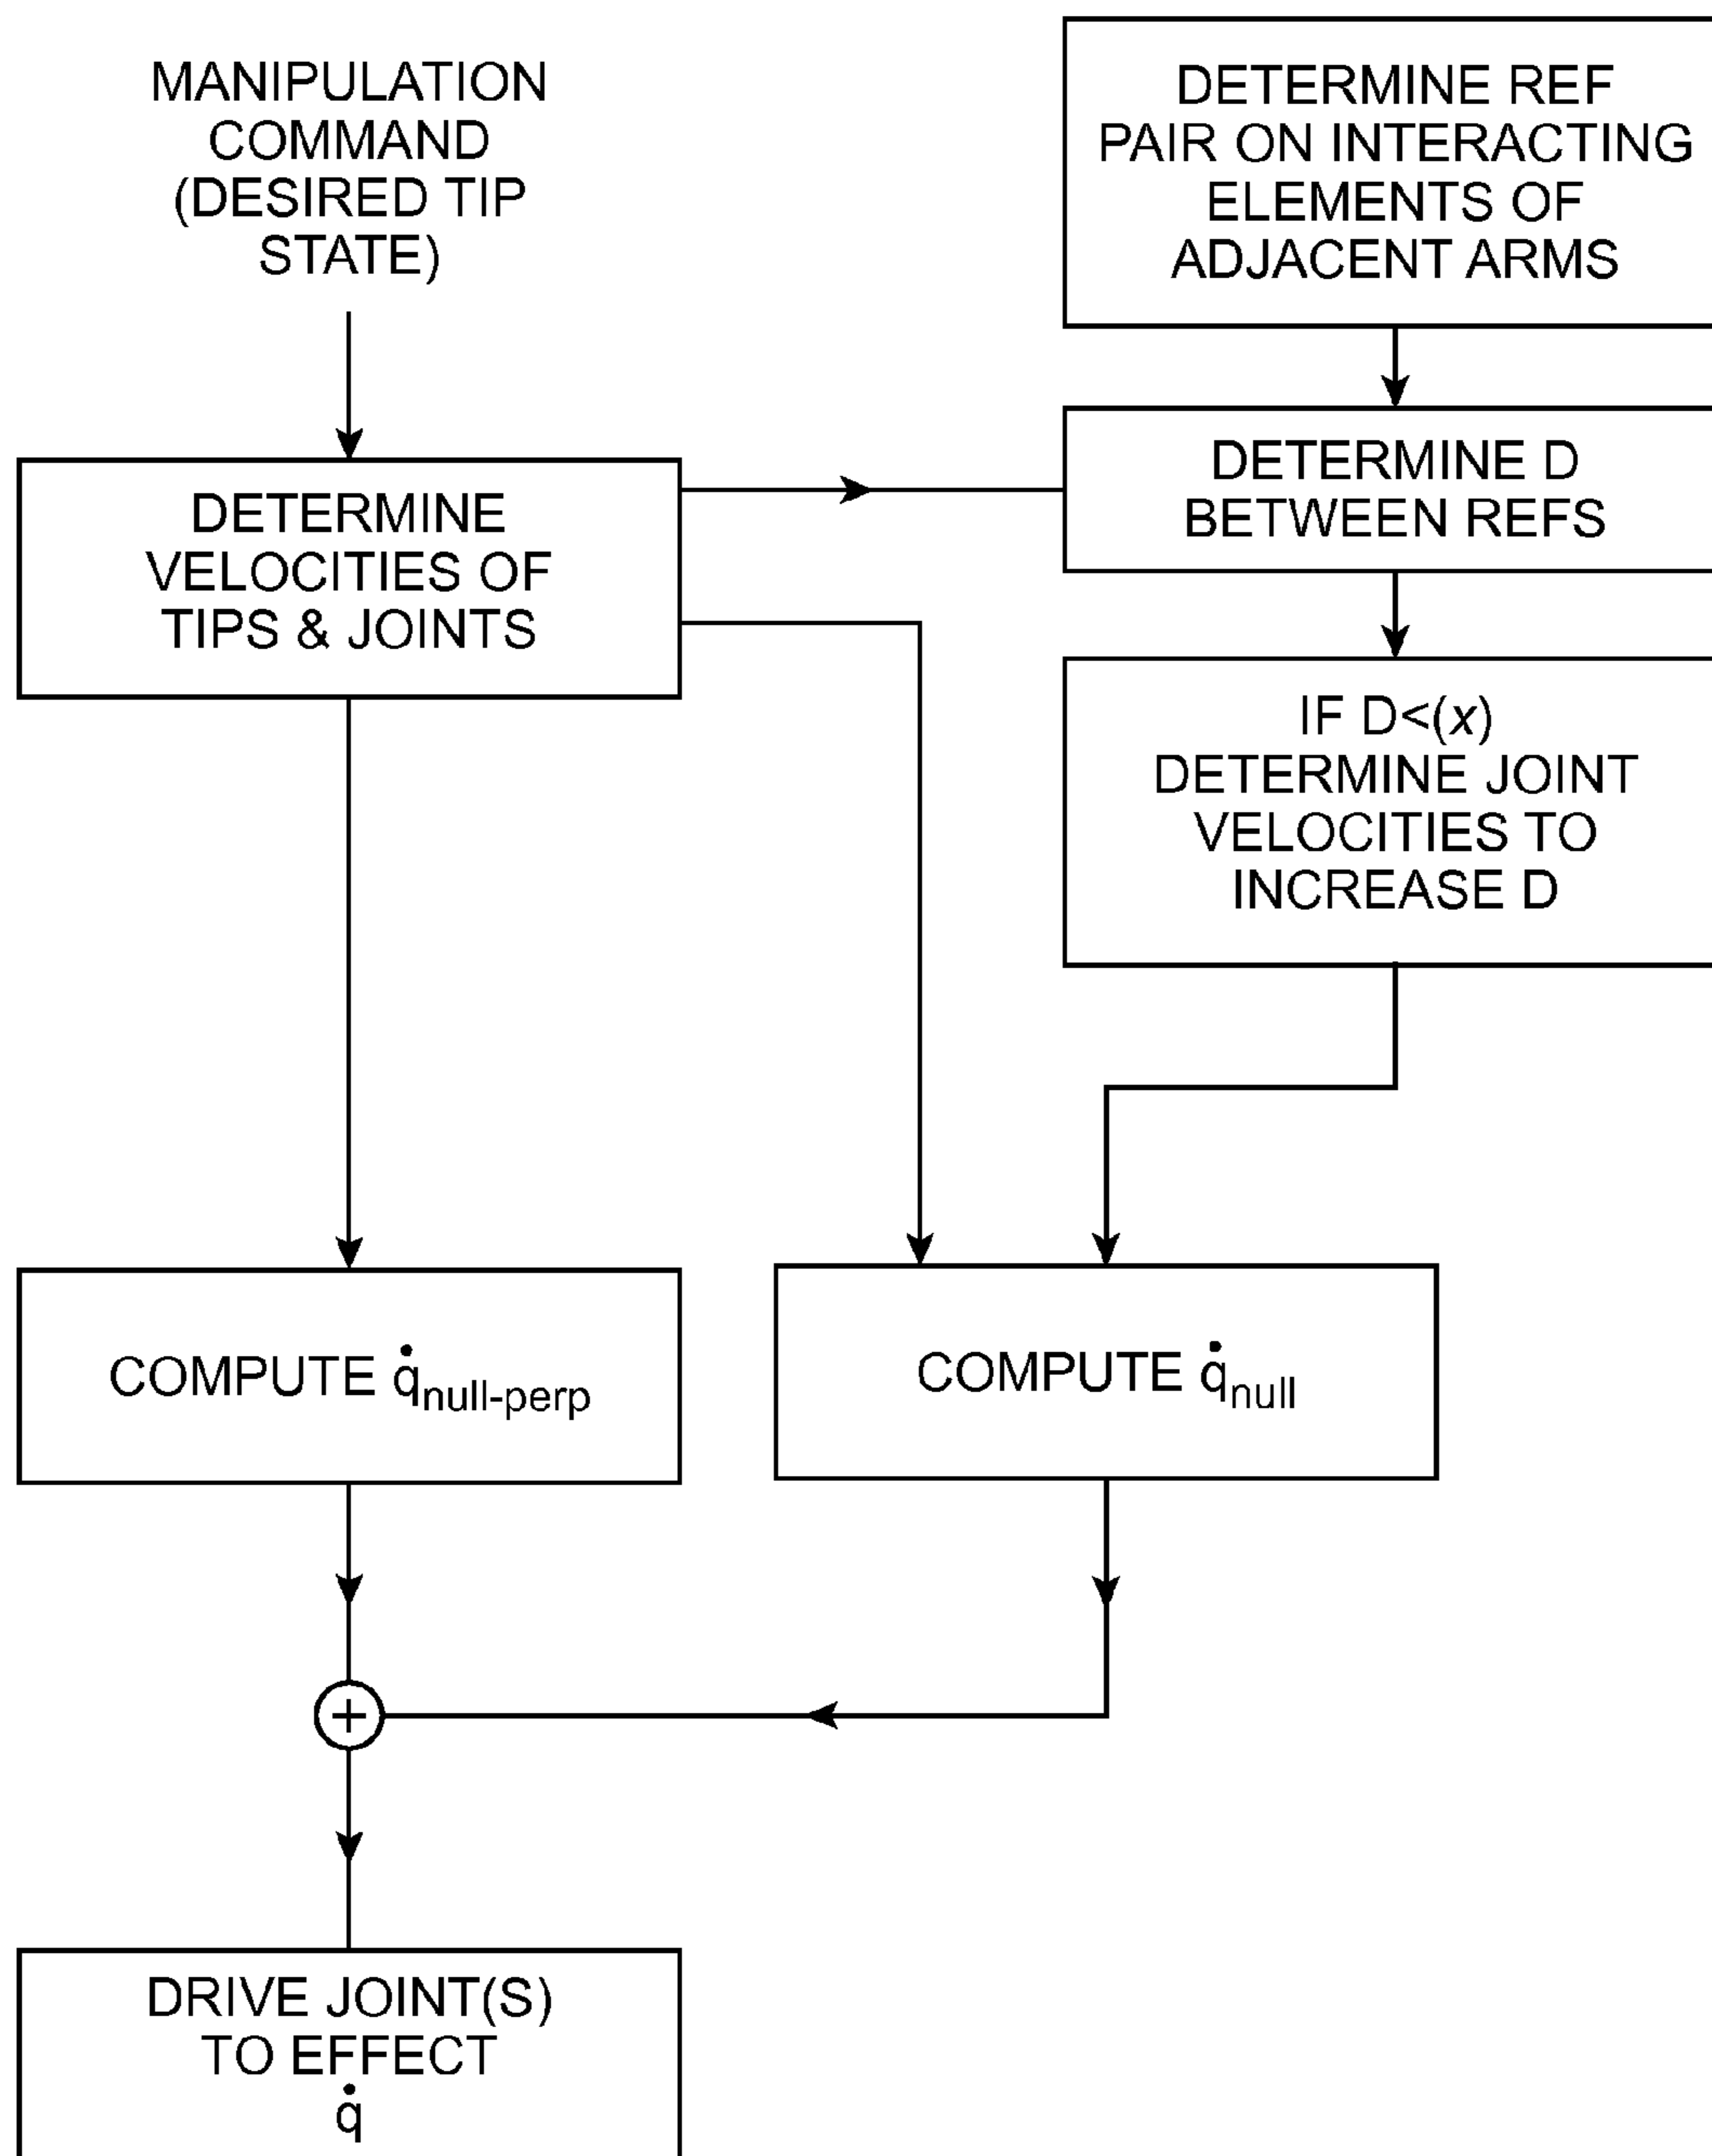 MANIPULATION
COMMAND
(DESIRED TIP
STATE)
DETERMINE REF
PAIR ON INTERACTING
ELEMENTS OF
ADJACENT ARMS
DETERMINE
VELOCITIES OF
TIPS & JOINTS
DETERMINE D
BETWEEN REFS
IF D<(x)
DETERMINE JOINT
VELOCITIES TO
INCREASE D
COMPUTE q̇null-perp
COMPUTE q̇null
+
DRIVE JOINT(S)
TO EFFECT
q̇